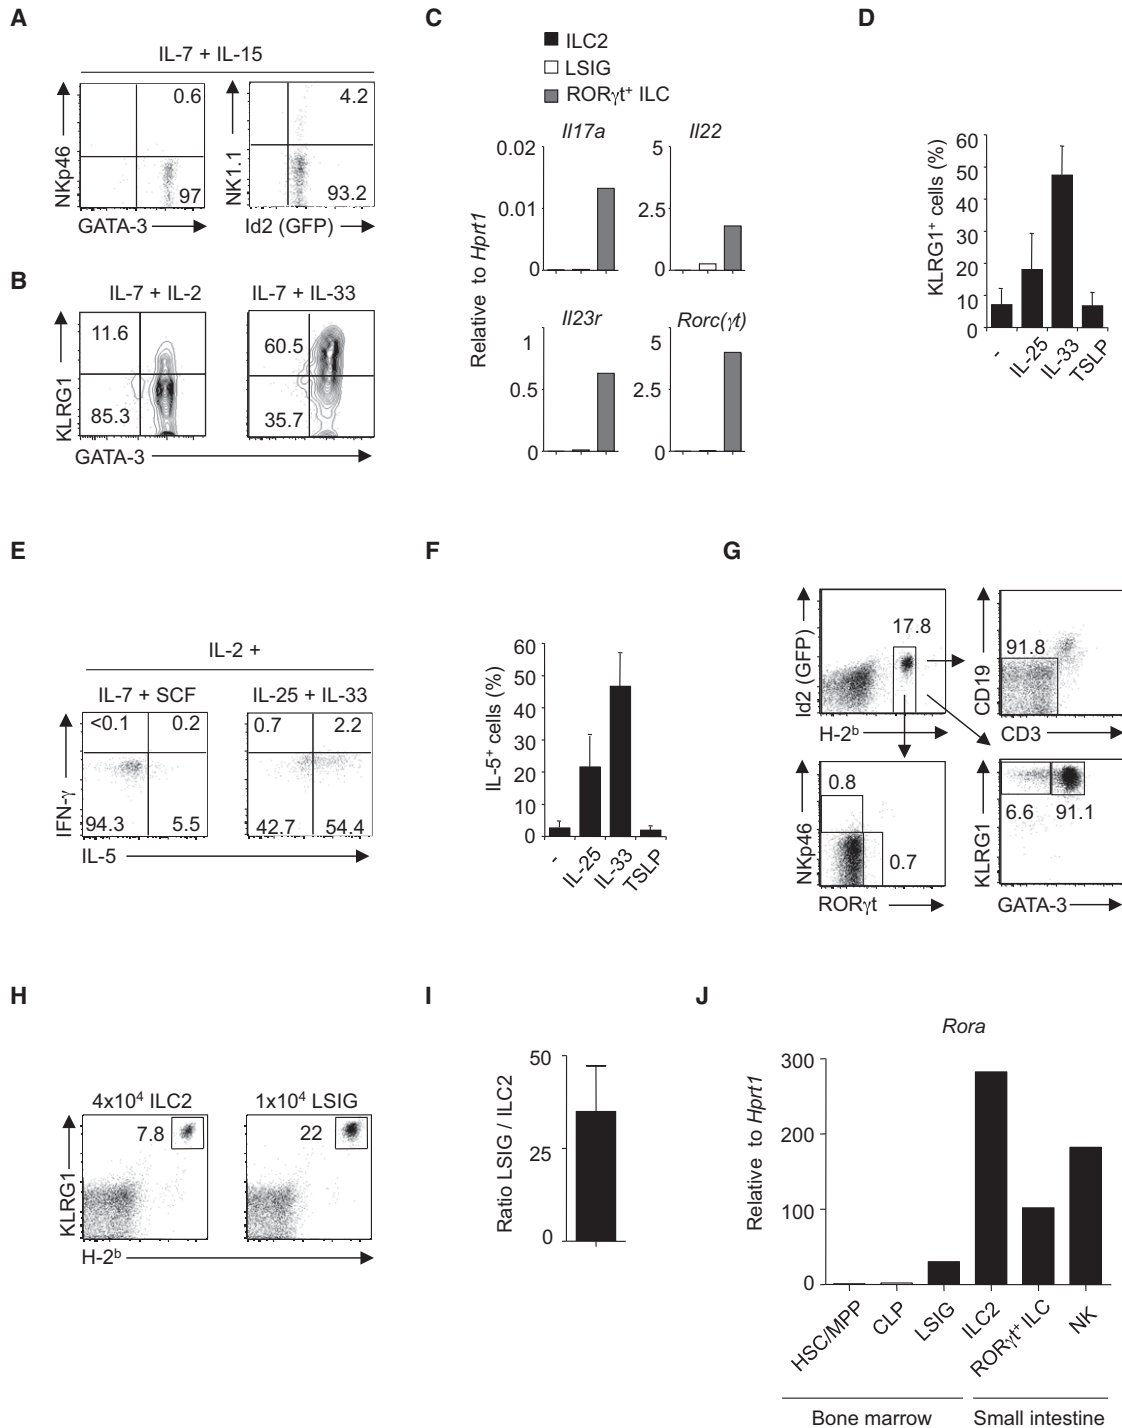 A
IL-7 + IL-15
NKp46
0.6
97
GATA-3
NK1.1
4.2
93.2
Id2 (GFP)
B
IL-7 + IL-2
IL-7 + IL-33
KLRG1
11.6
85.3
60.5
35.7
GATA-3
C
ILC2
LSIG
RORγt+ ILC
Relative to Hprt1
Il17a
0.02
0.01
0
Il22
5
2.5
0
Il23r
1
0.5
0
Rorc(γt)
5
2.5
0
D
KLRG1+ cells (%)
60
50
40
30
20
10
0
-
IL-25
IL-33
TSLP
E
IL-2 +
IL-7 + SCF
IL-25 + IL-33
IFN-γ
<0.1
0.2
94.3
5.5
0.7
2.2
42.7
54.4
IL-5
F
IL-5+ cells (%)
60
50
40
30
20
10
0
-
IL-25
IL-33
TSLP
G
Id2 (GFP)
17.8
H-2b
CD19
91.8
CD3
NKp46
0.8
0.7
RORγt
KLRG1
6.6
91.1
GATA-3
H
4x104 ILC2
1x104 LSIG
KLRG1
7.8
22
H-2b
I
Ratio LSIG / ILC2
50
25
0
J
Rora
Relative to Hprt1
300
200
100
0
HSC/MPP
CLP
LSIG
ILC2
RORγt+ ILC
NK
Bone marrow
Small intestine